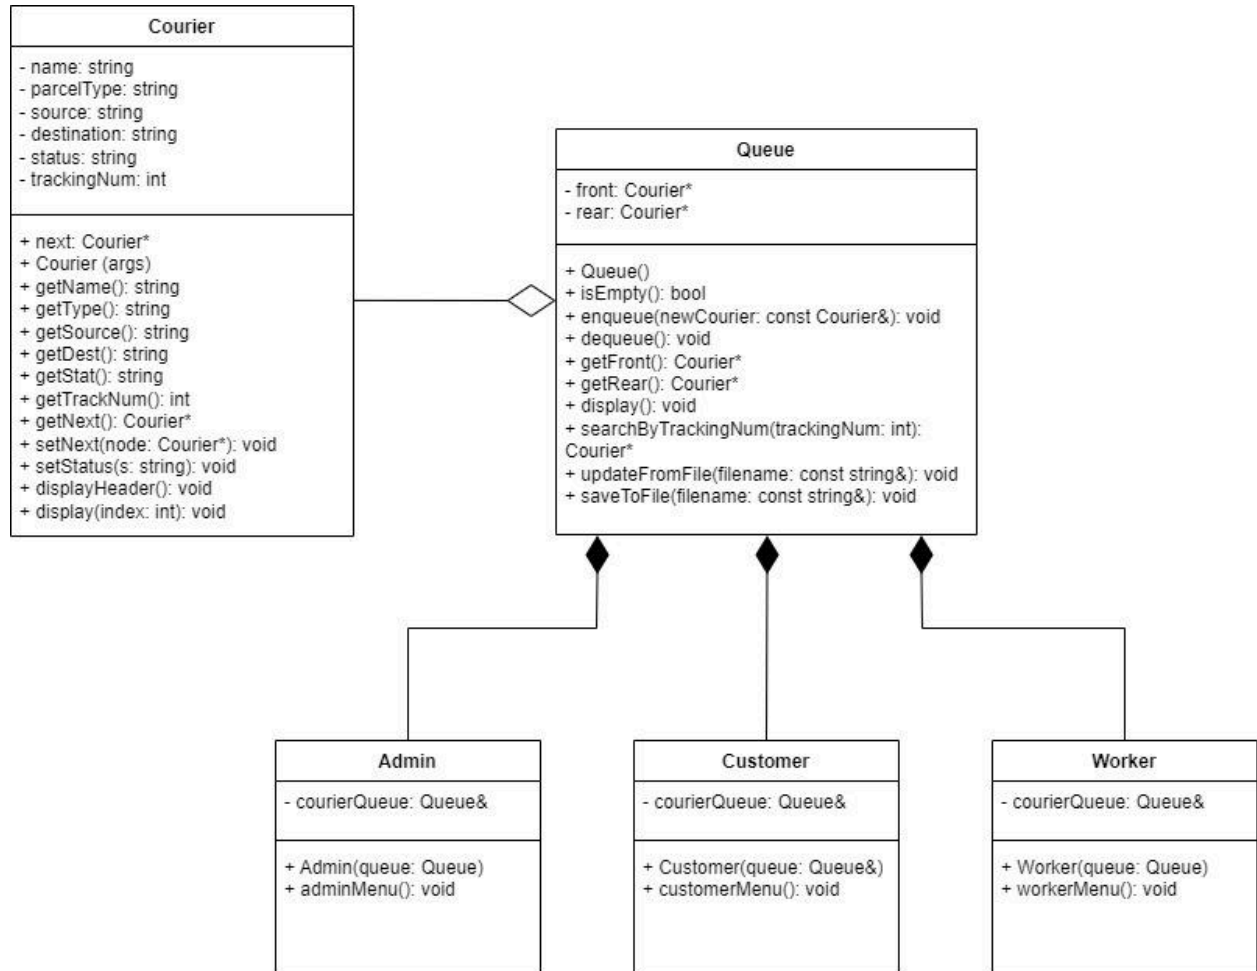 Courier
- name: string
- parcelType: string
- source: string
- destination: string
- status: string
- trackingNum: int
+ next: Courier*
+ Courier (args)
+ getName(): string
+ getType(): string
+ getSource(): string
+ getDest(): string
+ getStat(): string
+ getTrackNum(): int
+ getNext(): Courier*
+ setNext(node: Courier*): void
+ setStatus(s: string): void
+ displayHeader(): void
+ display(index: int): void
Queue
- front: Courier*
- rear: Courier*
+ Queue()
+ isEmpty(): bool
+ enqueue(newCourier: const Courier&): void
+ dequeue(): void
+ getFront(): Courier*
+ getRear(): Courier*
+ display(): void
+ searchByTrackingNum(trackingNum: int):
Courier*
+ updateFromFile(filename: const string&): void
+ saveToFile(filename: const string&): void
Admin
- courierQueue: Queue&
+ Admin(queue: Queue)
+ adminMenu(): void
Customer
- courierQueue: Queue&
+ Customer(queue: Queue&)
+ customerMenu(): void
Worker
- courierQueue: Queue&
+ Worker(queue: Queue)
+ workerMenu(): void